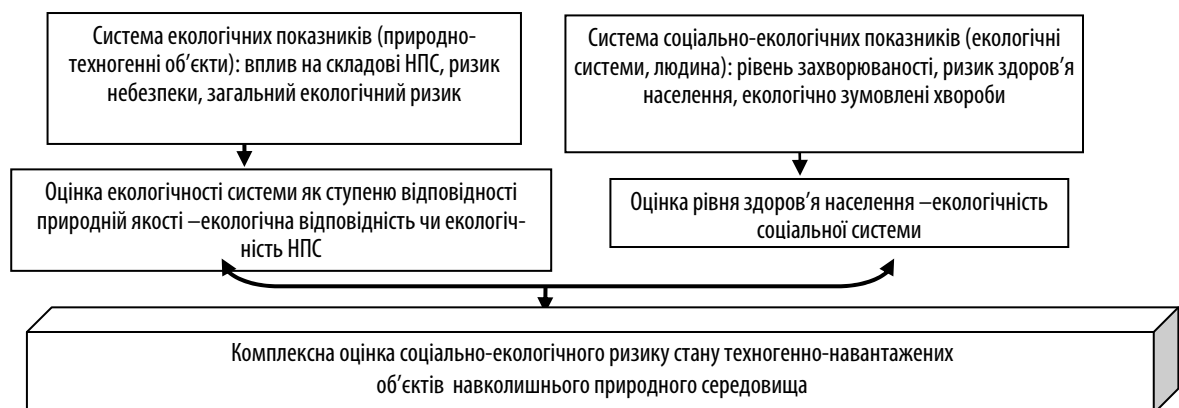 Система екологічних показників (природно-
техногенні об’єкти): вплив на складові НПС, ризик
небезпеки, загальний екологічний ризик
Система соціально-екологічних показників (екологічні
системи, людина): рівень захворюваності, ризик здоров’я
населення, екологічно зумовлені хвороби
Оцінка екологічності системи як ступеню відповідності
природній якості –екологічна відповідність чи екологіч-
ність НПС
Оцінка рівня здоров’я населення –екологічність
соціальної системи
Комплексна оцінка соціально-екологічного ризику стану техногенно-навантажених
об’єктів навколишнього природного середовища